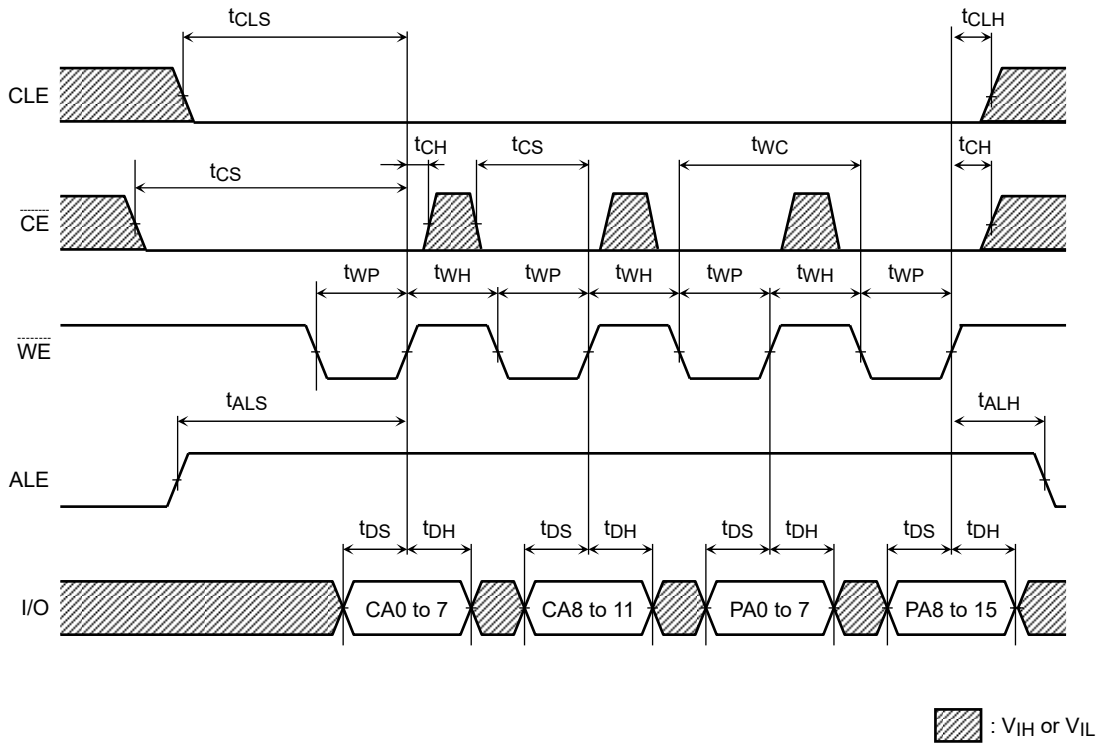 tCLS tCLH
CLE
tCH tCS tWC tCH
tCS
CE
tWP tWH tWP tWH tWP tWH tWP
WE
tALS tALH
ALE
tDS tDH tDS tDH tDS tDH tDS tDH
I/O CA0 to 7 CA8 to 11 PA0 to 7 PA8 to 15
: VIH or VIL